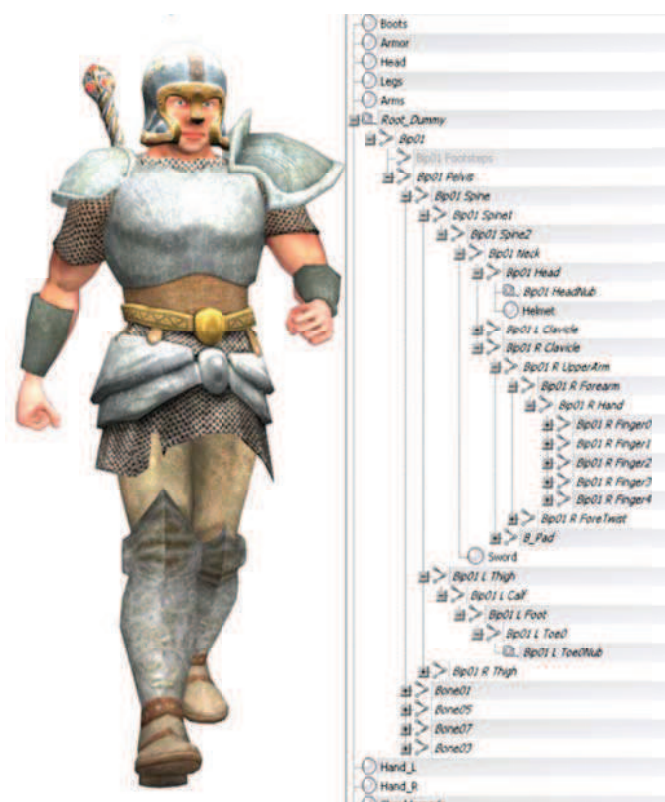 Boots
Armor
Head
Legs
Arms
Root_Dummy
Bip01
Bip01 Footsteps
Bip01 Pelvis
Bip01 Spine
Bip01 Spine1
Bip01 Spine2
Bip01 Neck
Bip01 Head
Bip01 HeadNub
Helmet
Bip01 L Clavicle
Bip01 R Clavicle
Bip01 R UpperArm
Bip01 R Forearm
Bip01 R Hand
Bip01 R Finger0
Bip01 R Finger1
Bip01 R Finger2
Bip01 R Finger3
Bip01 R Finger4
Bip01 R ForeTwist
B_Pad
Sword
Bip01 L Thigh
Bip01 L Calf
Bip01 L Foot
Bip01 L Toe0
Bip01 L Toe0Nub
Bip01 R Thigh
Bone01
Bone05
Bone07
Bone03
Hand_L
Hand_R